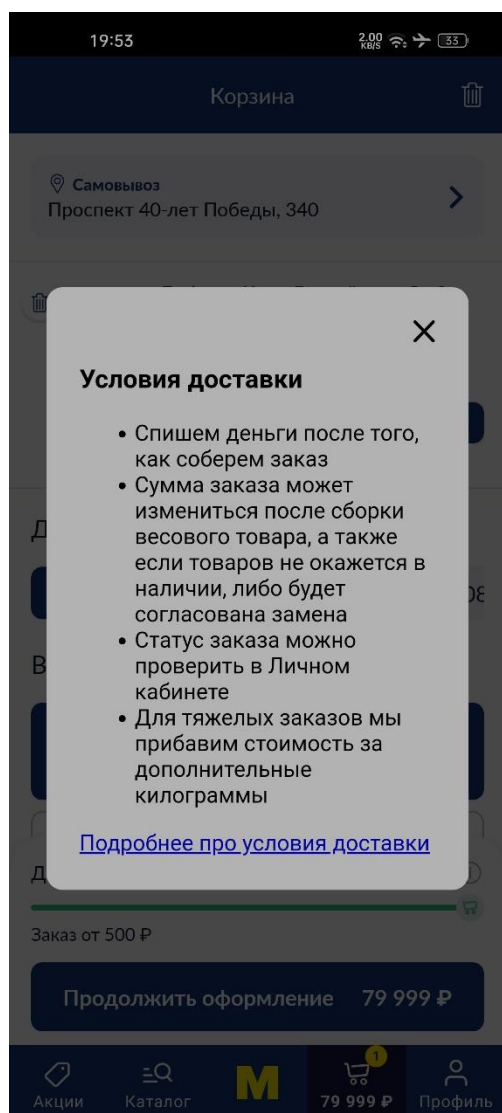 19:53
2.00 KB/S 33
Корзина
Самовывоз
Проспект 40-лет Победы, 340
Условия доставки
• Спишем деньги после того,
как соберем заказ
• Сумма заказа может
измениться после сборки
весового товара, а также
если товаров не окажется в
наличии, либо будет
согласована замена
• Статус заказа можно
проверить в Личном
кабинете
• Для тяжелых заказов мы
прибавим стоимость за
дополнительные
килограммы
Подробнее про условия доставки
Заказ от 500 ₽
Продолжить оформление 79 999 ₽
1
М
Акции Каталог 79 999 ₽ Профиль